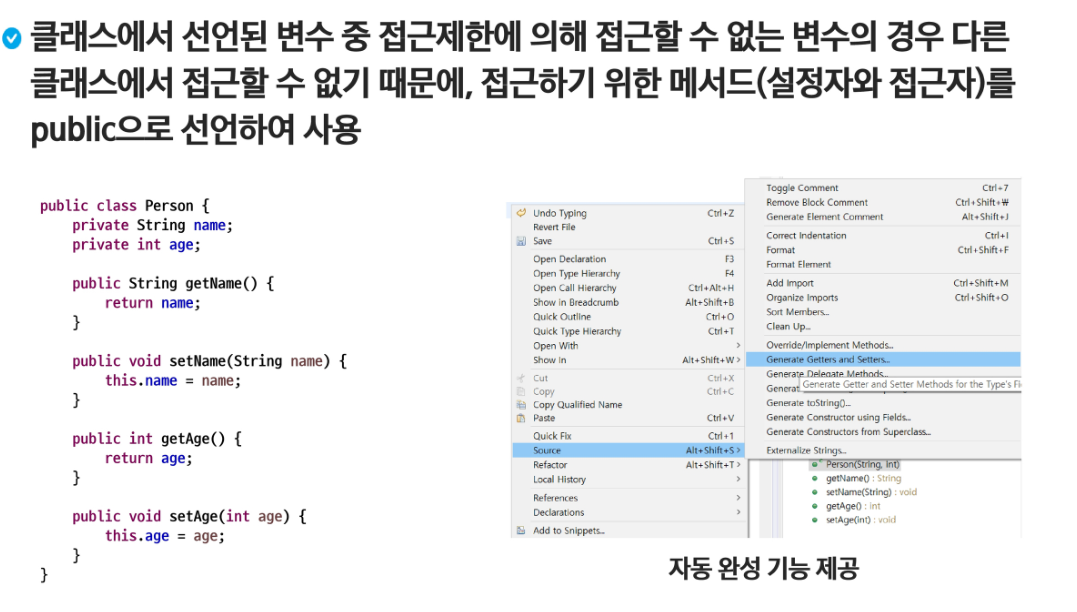 클래스에서 선언된 변수 중 접근제한에 의해 접근할 수 없는 변수의 경우 다른
클래스에서 접근할 수 없기 때문에, 접근하기 위한 메서드(설정자와 접근자)를
public으로 선언하여 사용
public class Person {
private String name;
private int age;
public String getName() {
return name;
}
public void setName(String name) {
this.name = name;
}
public int getAge() {
return age;
}
public void setAge(int age) {
this.age = age;
}
}
Undo Typing Ctrl+Z
Revert File
Save Ctrl+S
Open Declaration F3
Open Type Hierarchy F4
Open Call Hierarchy Ctrl+Alt+H
Show in Breadcrumb Alt+Shift+B
Quick Outline Ctrl+O
Quick Type Hierarchy Ctrl+T
Open With >
Show In Alt+Shift+W >
Cut Ctrl+X
Copy Ctrl+C
Copy Qualified Name
Paste Ctrl+V
Quick Fix Ctrl+1
Source Alt+Shift+S >
Refactor Alt+Shift+T >
Local History >
References >
Declarations >
Add to Snippets...
Toggle Comment Ctrl+7
Remove Block Comment Ctrl+Shift+₩
Generate Element Comment Alt+Shift+J
Correct Indentation Ctrl+I
Format Ctrl+Shift+F
Format Element
Add Import Ctrl+Shift+M
Organize Imports Ctrl+Shift+O
Sort Members...
Clean Up...
Override/Implement Methods...
Generate Getters and Setters...
Generate Delegate Methods...
Generate Getter and Setter Methods for the Type's
Generate toString()...
Generate Constructor using Fields...
Generate Constructors from Superclass...
Externalize Strings...
Person(String, int)
getName() : String
setName(String) : void
getAge() : int
setAge(int) : void
자동 완성 기능 제공